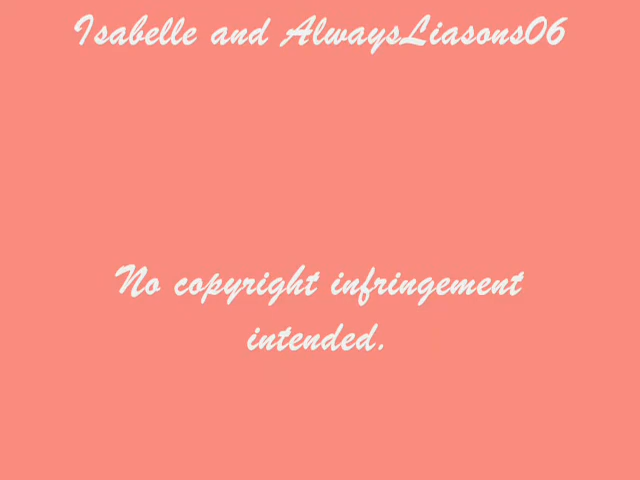 Isabelle and AlwaysLiasons06
No copyright infringement
intended.